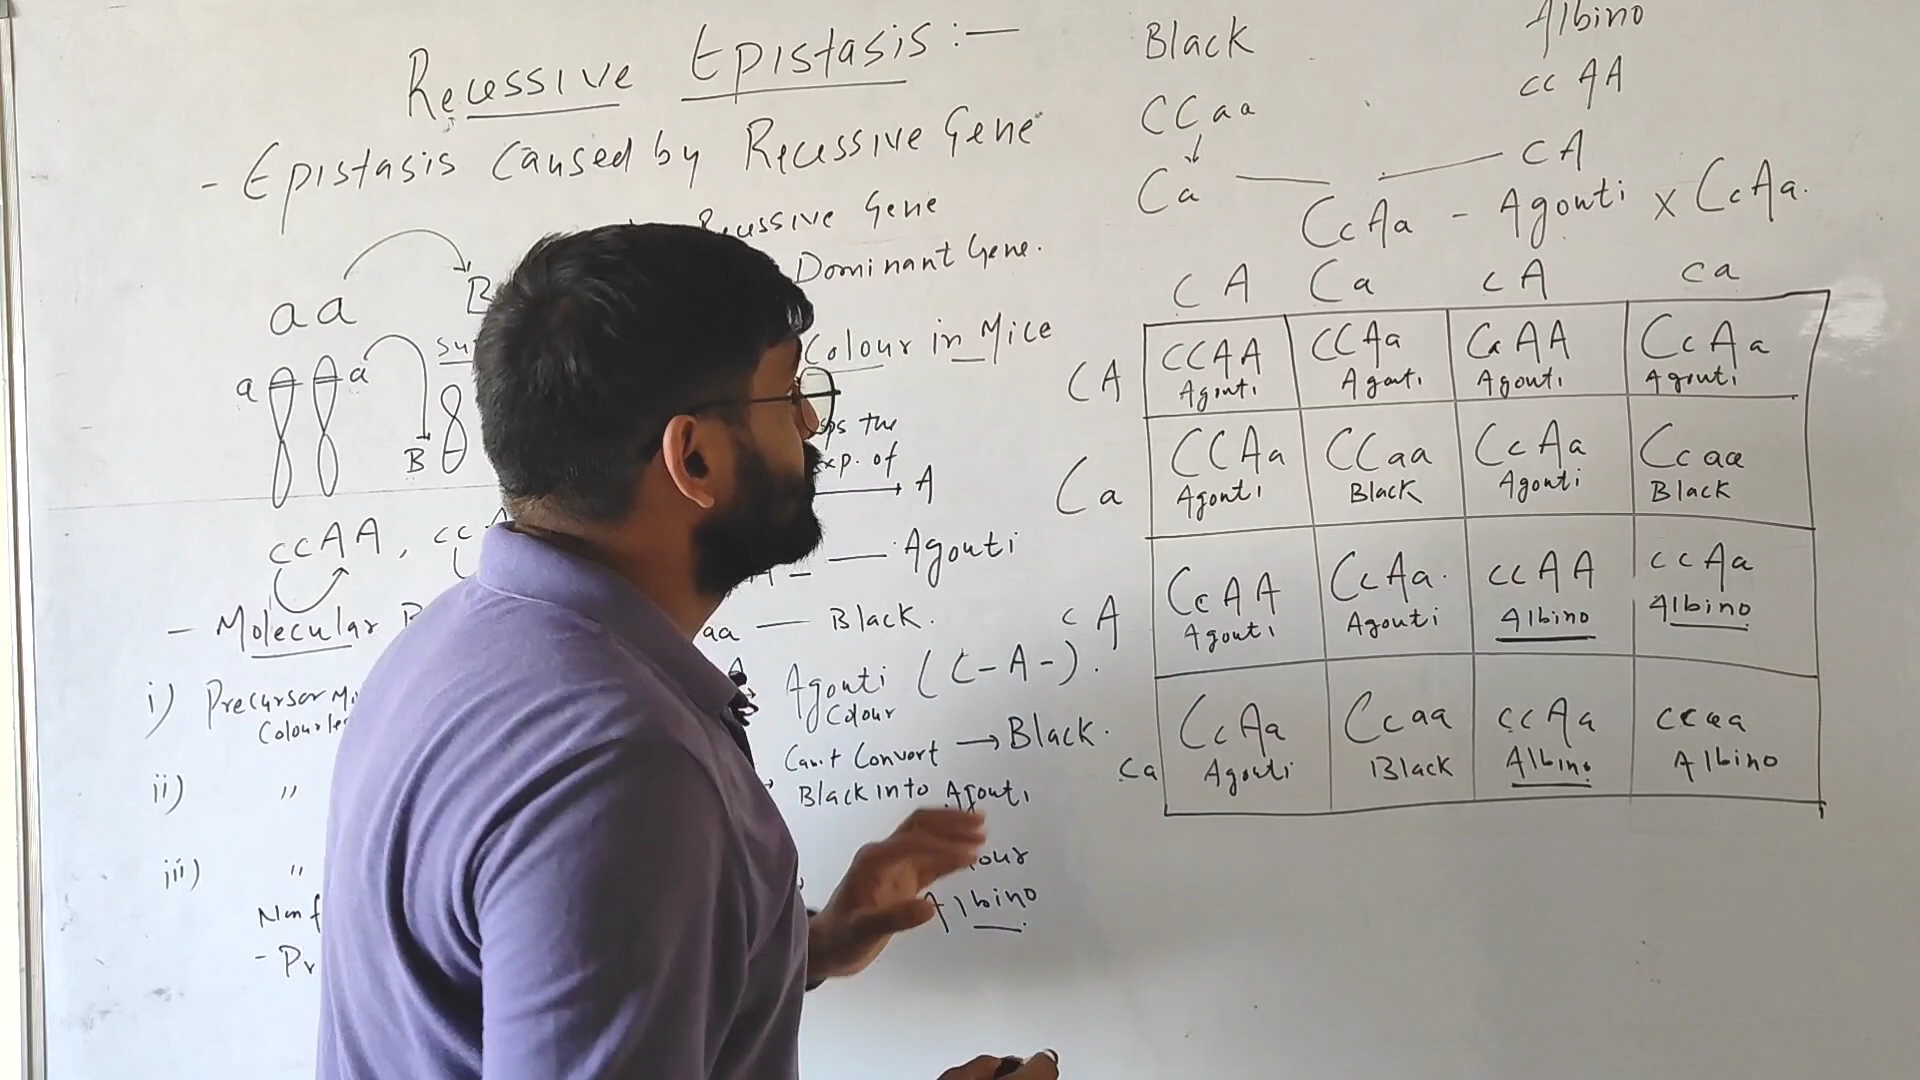 Recessive Epistasis :-
- Epistasis caused by Recessive Gene
Recessive Gene
Dominant Gene.
a a B
a a
B
Colour in Mice
the
exp. of
A
ccAA, cc
Agouti
- Molecular
aa — Black.
i) Precursor
A
Agouti (C-A-).
Colour
ii) "
Can't Convert → Black.
Black into Agouti
iii) "
Albino
- Pr
Black
CCaa
Ca
Albino
cc AA
cA
CcAa - Agouti x CcAa.
CA Ca cA ca
CA
CCAA CCAa CcAA CcAa
Agouti Agouti Agouti Agouti
Ca
CCAa CCaa CcAa Ccaa
Agouti Black Agouti Black
cA
CcAA CcAa. ccAA ccAa
Agouti Agouti Albino Albino
ca
CcAa Ccaa ccAa ccaa
Agouti Black Albino Albino